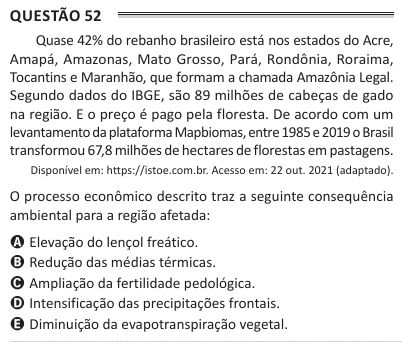 QUESTÃO 52
Quase 42% do rebanho brasileiro está nos estados do Acre,
Amapá, Amazonas, Mato Grosso, Pará, Rondônia, Roraima,
Tocantins e Maranhão, que formam a chamada Amazônia Legal.
Segundo dados do IBGE, são 89 milhões de cabeças de gado
na região. E o preço é pago pela floresta. De acordo com um
levantamento da plataforma Mapbiomas, entre 1985 e 2019 o Brasil
transformou 67,8 milhões de hectares de florestas em pastagens.
Disponível em: https://istoe.com.br. Acesso em: 22 out. 2021 (adaptado).
O processo econômico descrito traz a seguinte consequência
ambiental para a região afetada:
A Elevação do lençol freático.
B Redução das médias térmicas.
C Ampliação da fertilidade pedológica.
D Intensificação das precipitações frontais.
E Diminuição da evapotranspiração vegetal.